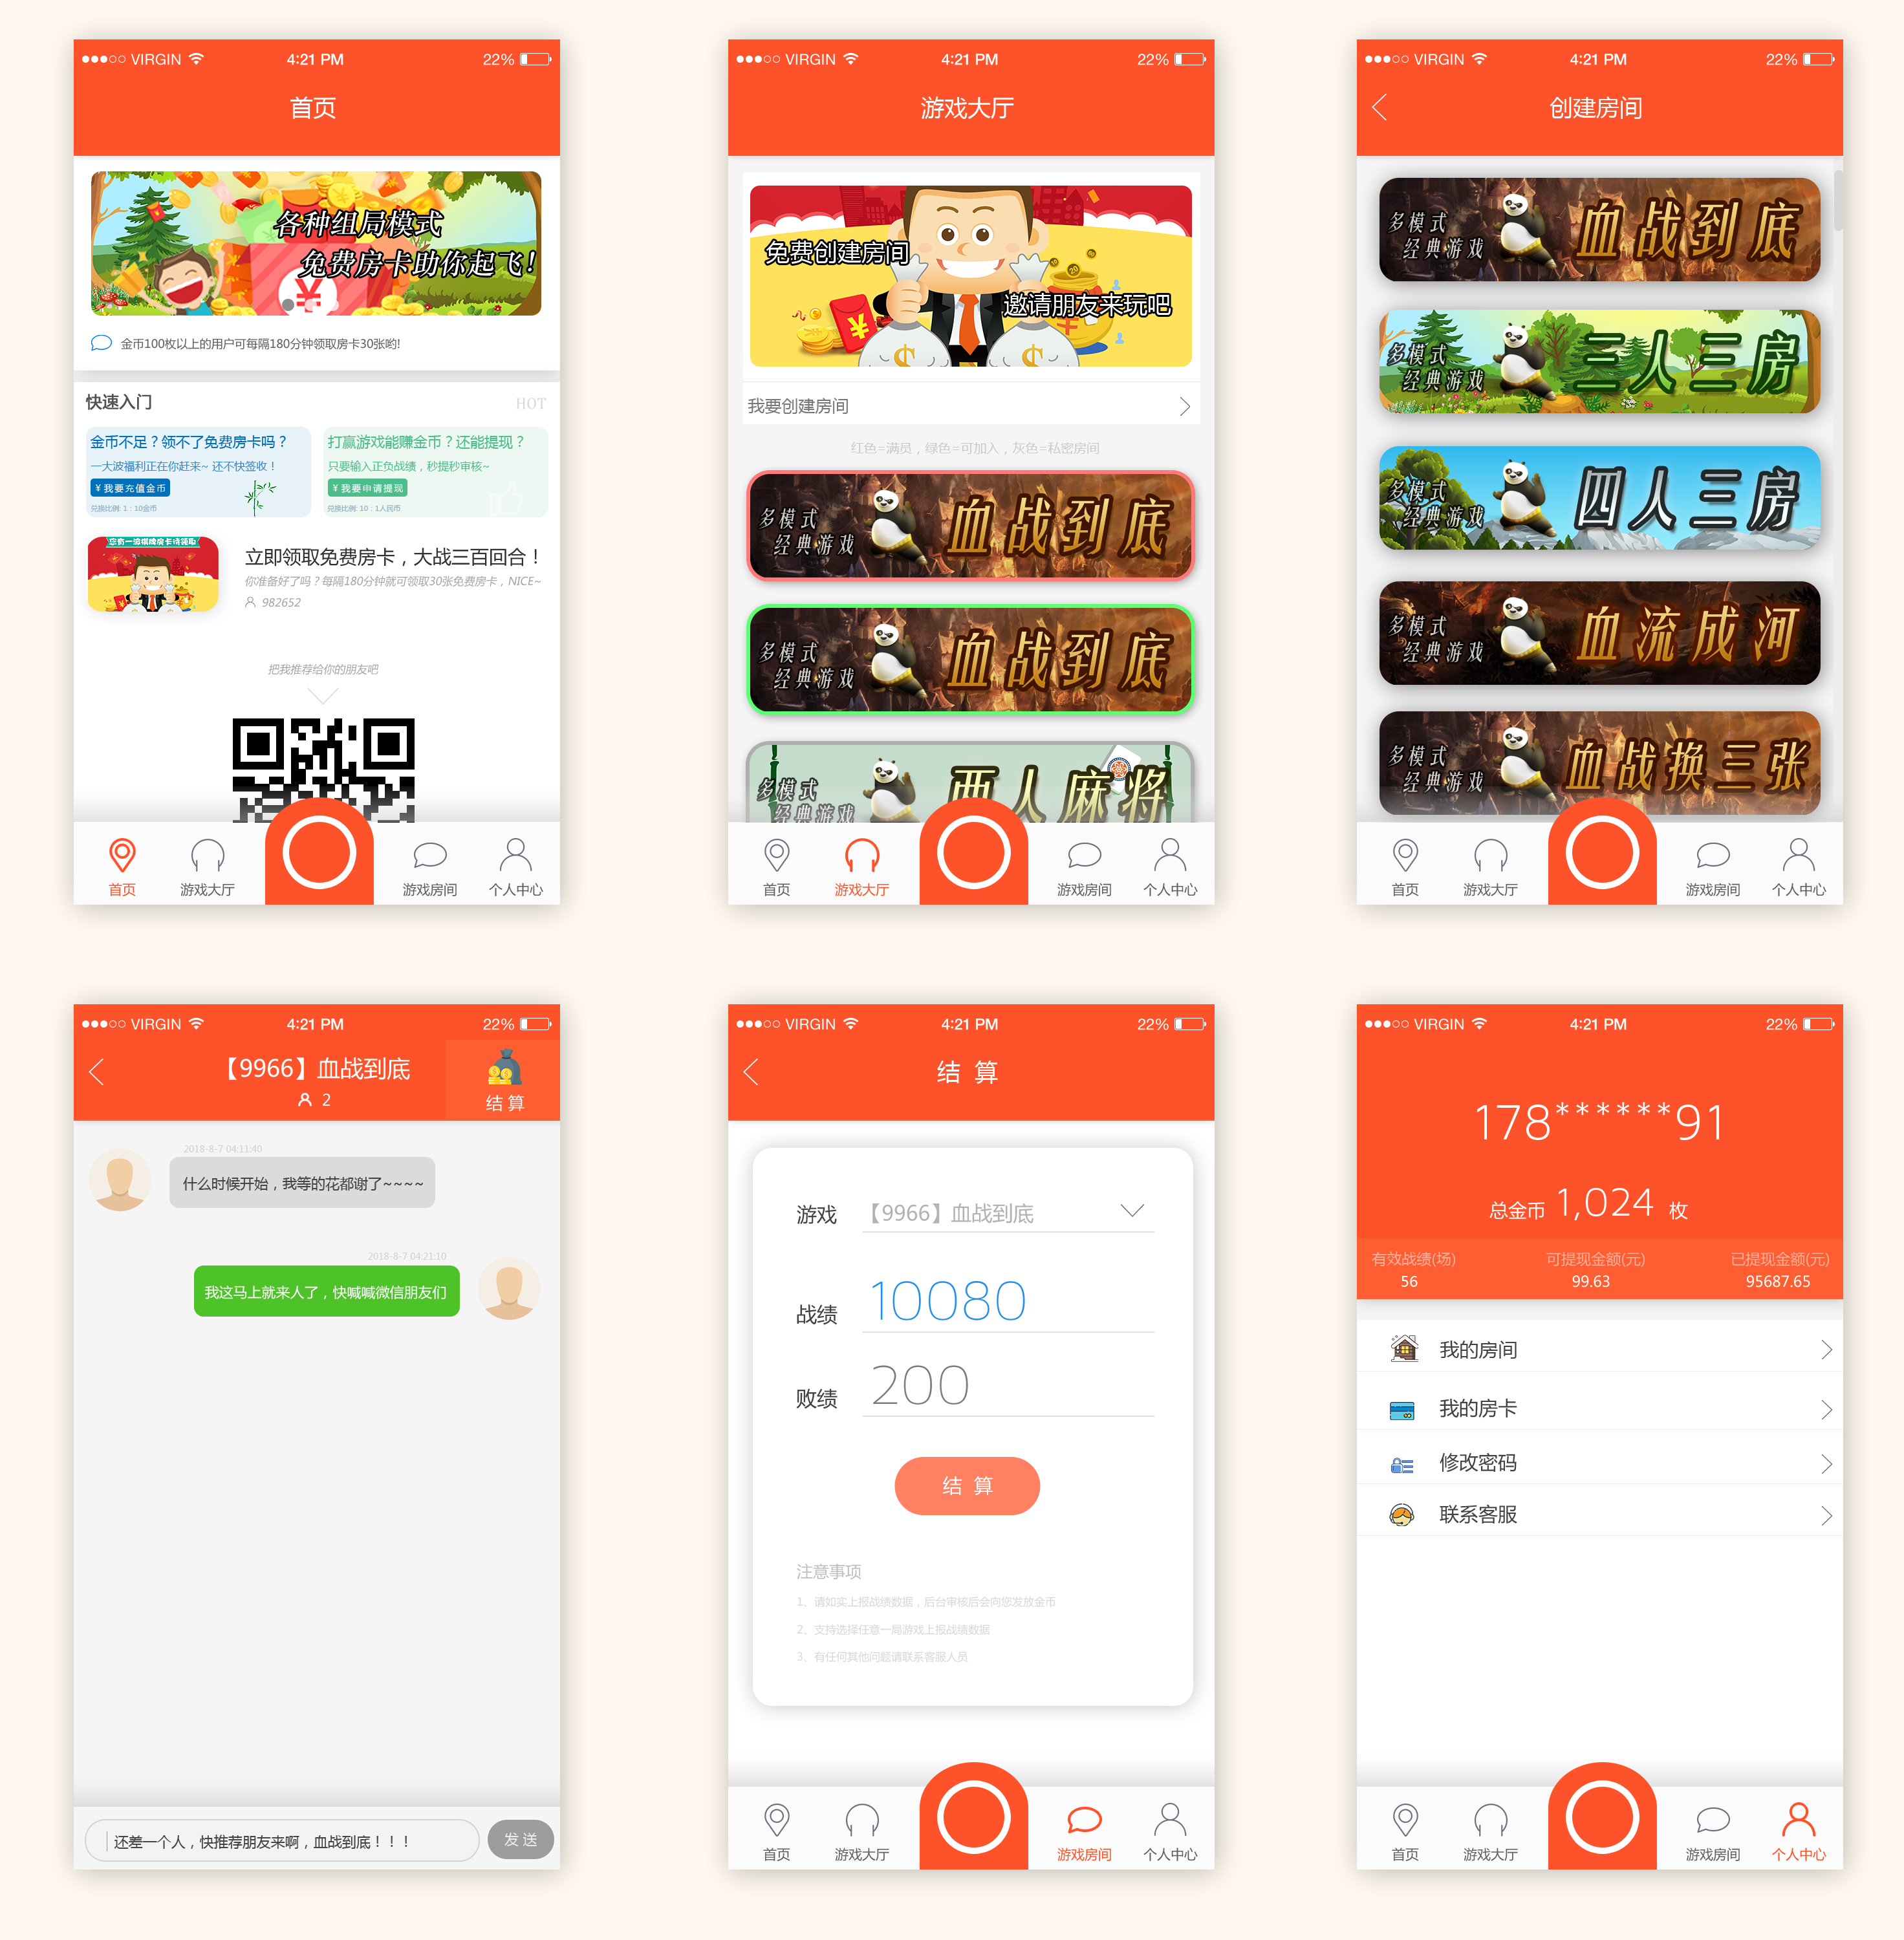 VIRGIN 4:21 PM 22%
首页
各种组局模式
免费房卡助你起飞!
金币100枚以上的用户可每隔180分钟领取房卡30张哟!
快速入门 HOT
金币不足？领不了免费房卡吗？
一大波福利正在你赶来~ 还不快签收！
¥ 我要充值金币
兑换比例: 1：10金币
打赢游戏能赚金币？还能提现？
只要输入正负战绩，秒提秒审核~
¥ 我要申请提现
兑换比例: 10：1人民币
您有一波棋牌房卡待领取
立即领取免费房卡，大战三百回合！
你准备好了吗？每隔180分钟就可领取30张免费房卡，NICE~
982652
把我推荐给你的朋友吧
首页 游戏大厅 游戏房间 个人中心
VIRGIN 4:21 PM 22%
游戏大厅
免费创建房间
邀请朋友来玩吧
我要创建房间
红色=满员，绿色=可加入，灰色=私密房间
多模式
经典游戏
血战到底
多模式
经典游戏
血战到底
多模式
经典游戏
两人麻将
首页 游戏大厅 游戏房间 个人中心
VIRGIN 4:21 PM 22%
创建房间
多模式
经典游戏
血战到底
多模式
经典游戏
三人三房
多模式
经典游戏
四人三房
多模式
经典游戏
血流成河
多模式
经典游戏
血战换三张
首页 游戏大厅 游戏房间 个人中心
VIRGIN 4:21 PM 22%
【9966】血战到底
2
结 算
2018-8-7 04:11:40
什么时候开始，我等的花都谢了~~~~
2018-8-7 04:21:10
我这马上就来人了，快喊喊微信朋友们
还差一个人，快推荐朋友来啊，血战到底！！！
发 送
VIRGIN 4:21 PM 22%
结 算
游戏 【9966】血战到底
战绩 10080
败绩 200
结 算
注意事项
1、请如实上报战绩数据，后台审核后会向您发放金币
2、支持选择任意一局游戏上报战绩数据
3、有任何其他问题请联系客服人员
首页 游戏大厅 游戏房间 个人中心
VIRGIN 4:21 PM 22%
178******91
总金币 1,024 枚
有效战绩(场) 可提现金额(元) 已提现金额(元)
56 99.63 95687.65
我的房间
我的房卡
修改密码
联系客服
首页 游戏大厅 游戏房间 个人中心